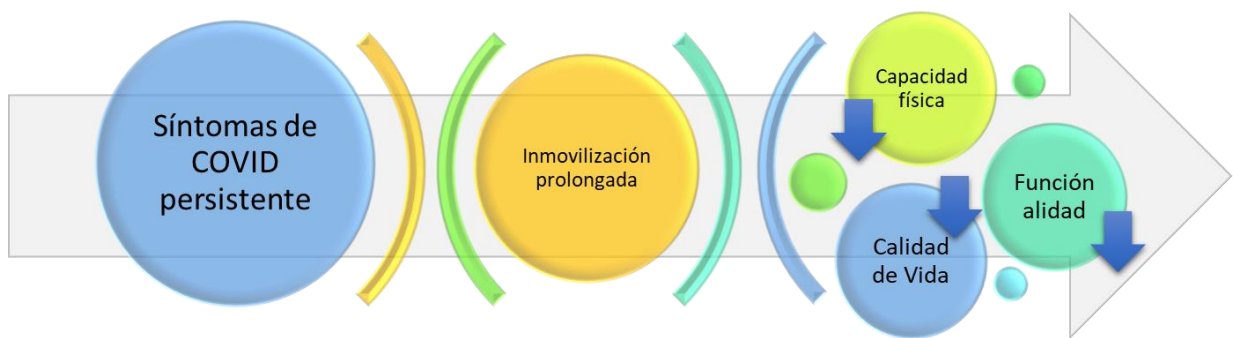 Síntomas de
COVID
persistente
Inmovilización
prolongada
Capacidad
física
Función
alidad
Calidad
de Vida